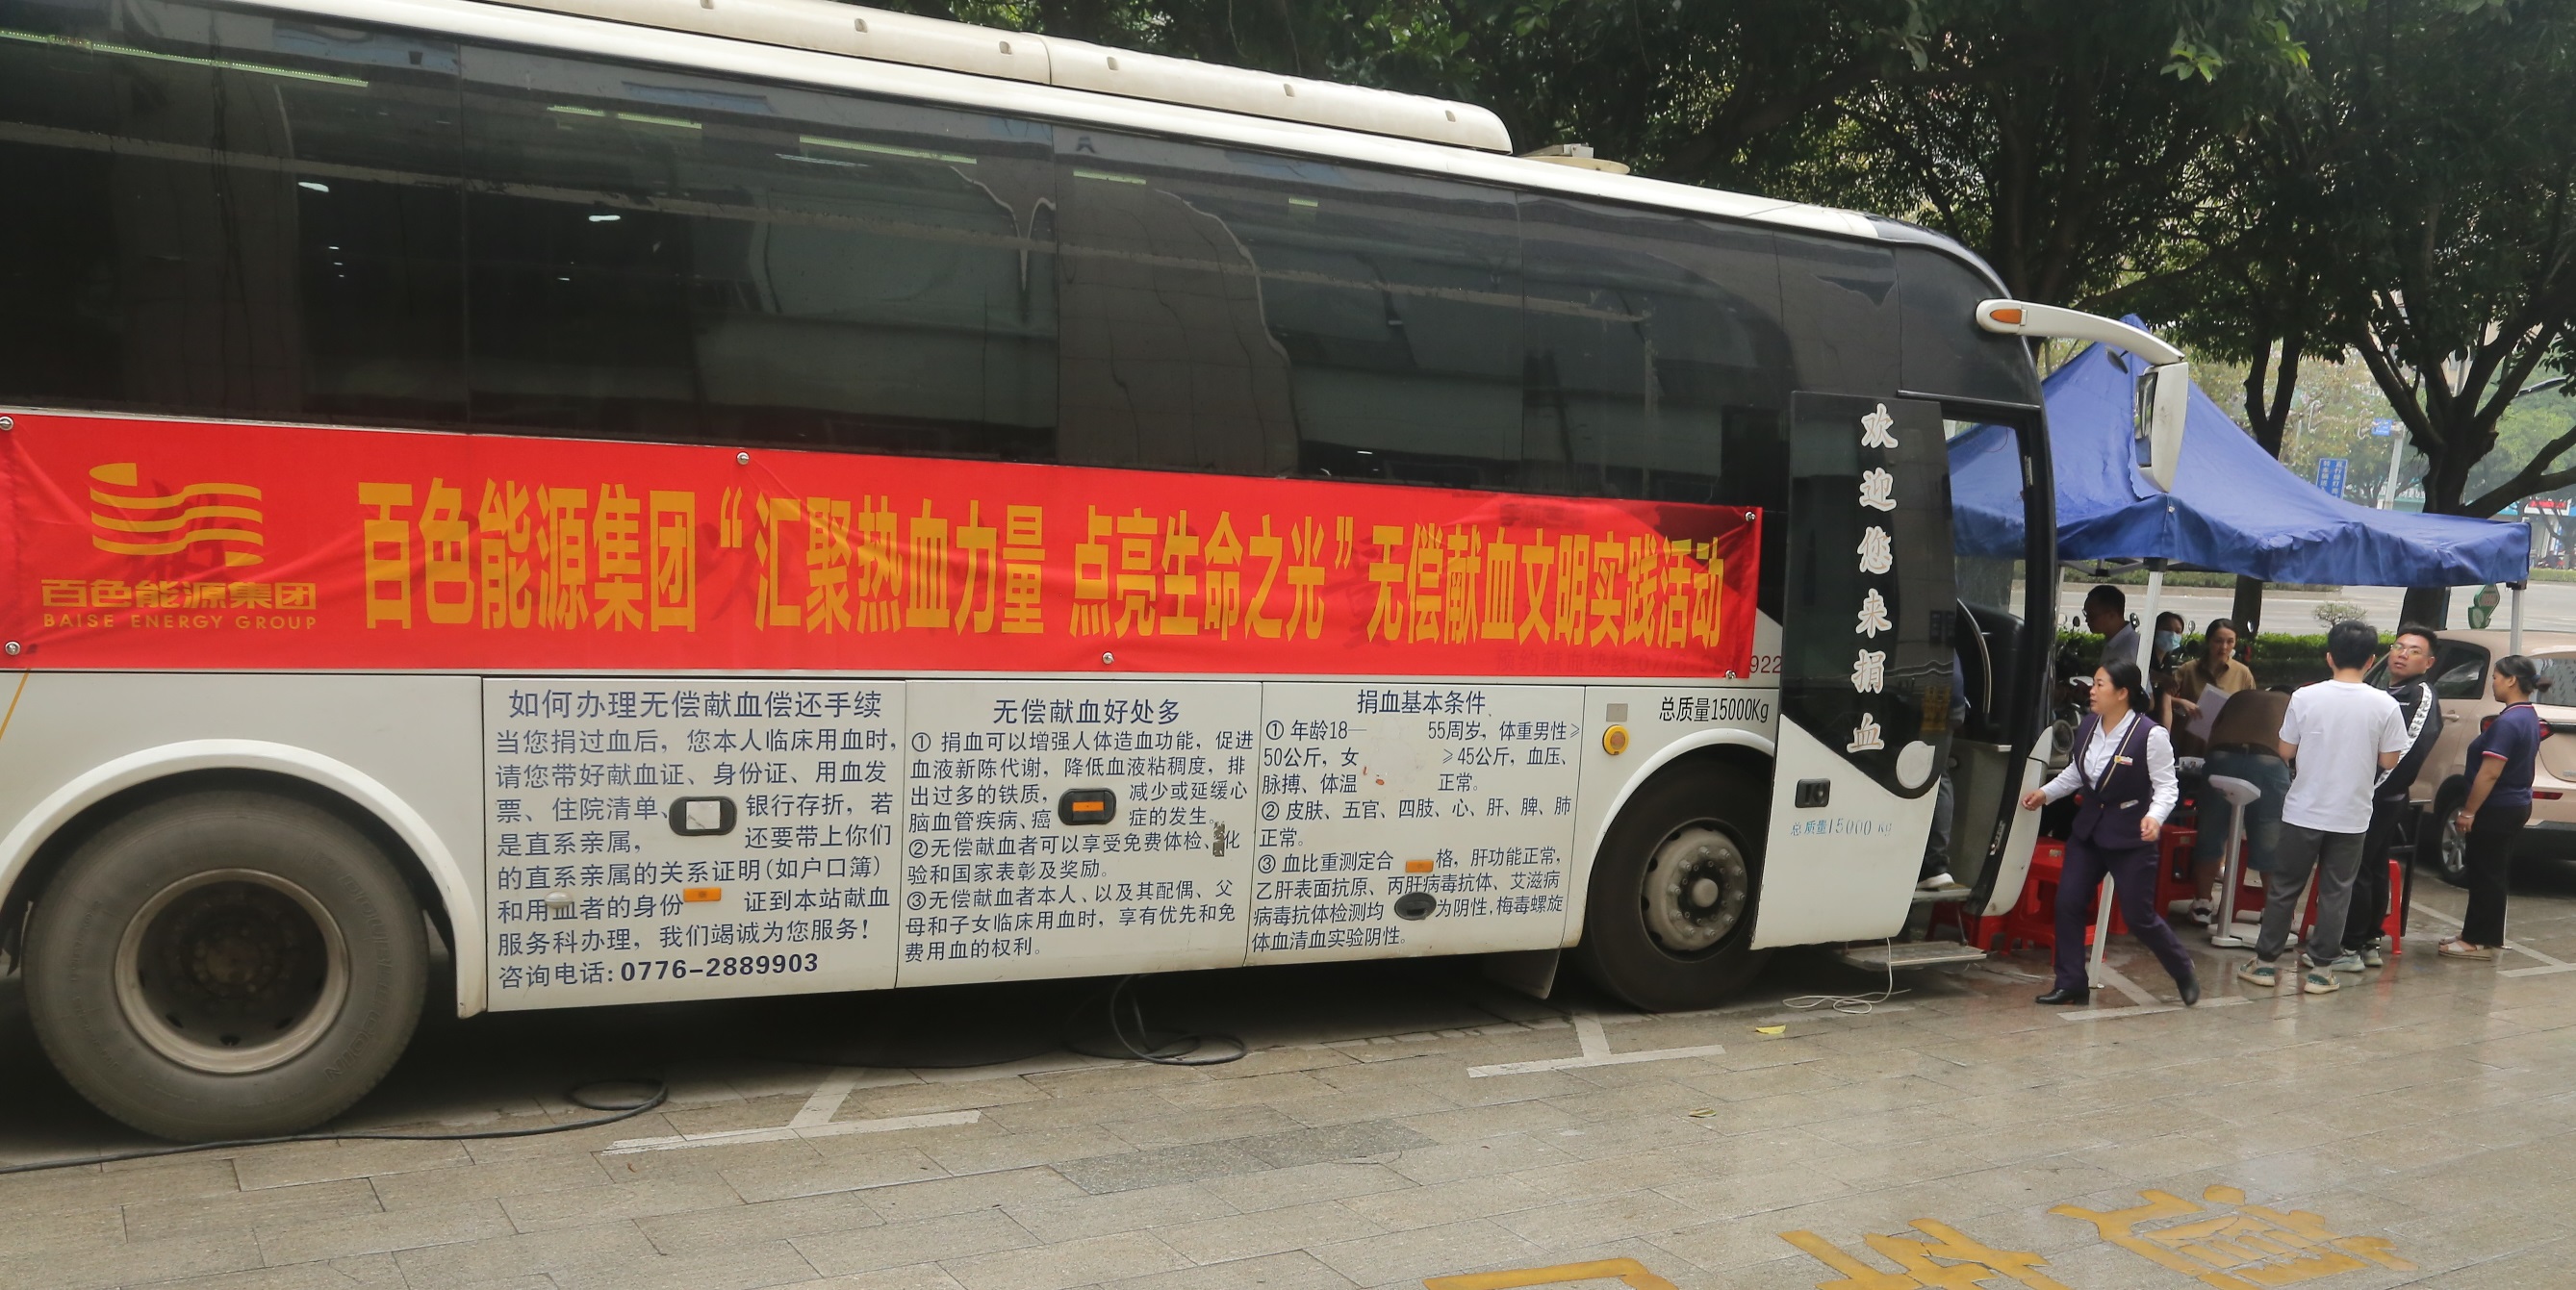 百色能源集团
BAISE ENERGY GROUP
百色能源集团“汇聚热血力量 点亮生命之光”无偿献血文明实践活动
922
欢迎您来捐血
如何办理无偿献血偿还手续
当您捐过血后，您本人临床用血时，
请您带好献血证、身份证、用血发
票、住院清单、银行存折，若
是直系亲属，还要带上你们
的直系亲属的关系证明(如户口簿)
和用血者的身份证到本站献血
服务科办理，我们竭诚为您服务！
咨询电话：0776-2889903
无偿献血好处多
① 捐血可以增强人体造血功能，促进
血液新陈代谢，降低血液粘稠度，排
出过多的铁质，减少或延缓心
脑血管疾病、癌症的发生。
②无偿献血者可以享受免费体检、化
验和国家表彰及奖励。
③无偿献血者本人、以及其配偶、父
母和子女临床用血时，享有优先和免
费用血的权利。
捐血基本条件
① 年龄18—55周岁，体重男性≥
50公斤，女≥45公斤，血压、
脉搏、体温正常。
② 皮肤、五官、四肢、心、肝、脾、肺
正常。
③ 血比重测定合格，肝功能正常，
乙肝表面抗原、丙肝病毒抗体、艾滋病
病毒抗体检测均为阴性，梅毒螺旋
体血清血实验阴性。
总质量15000Kg
总质量15000 kg